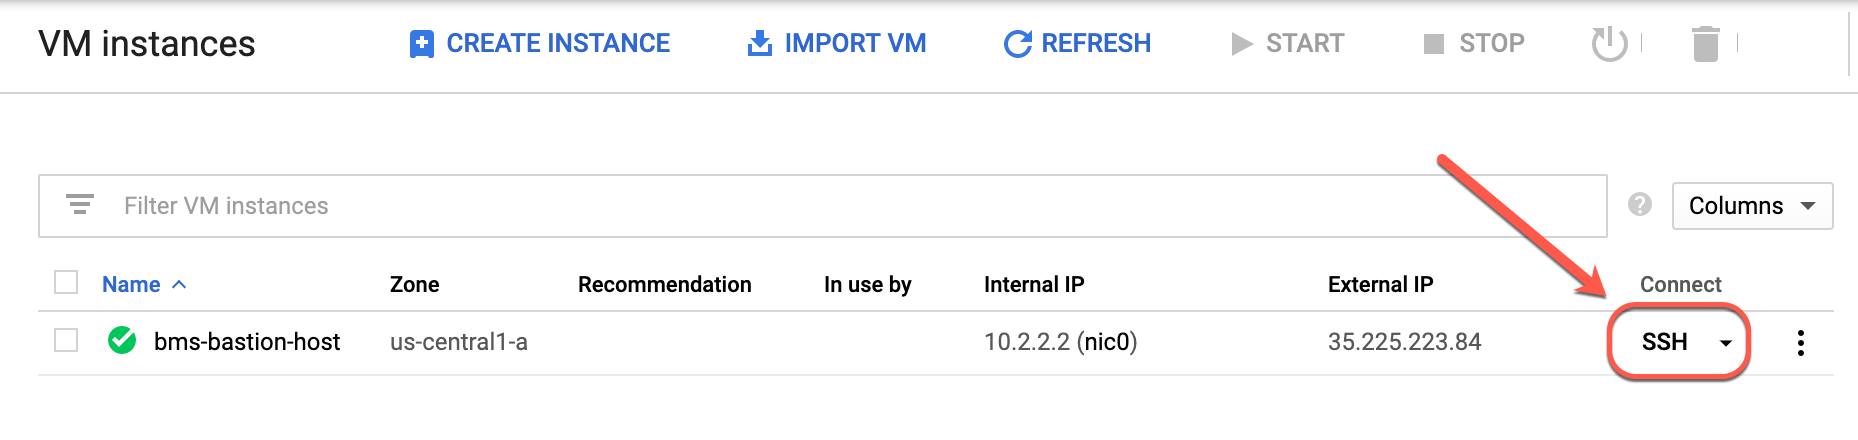 VM instances CREATE INSTANCE IMPORT VM REFRESH START STOP
Filter VM instances ? Columns
Name Zone Recommendation In use by Internal IP External IP Connect
bms-bastion-host us-central1-a 10.2.2.2 (nic0) 35.225.223.84 SSH